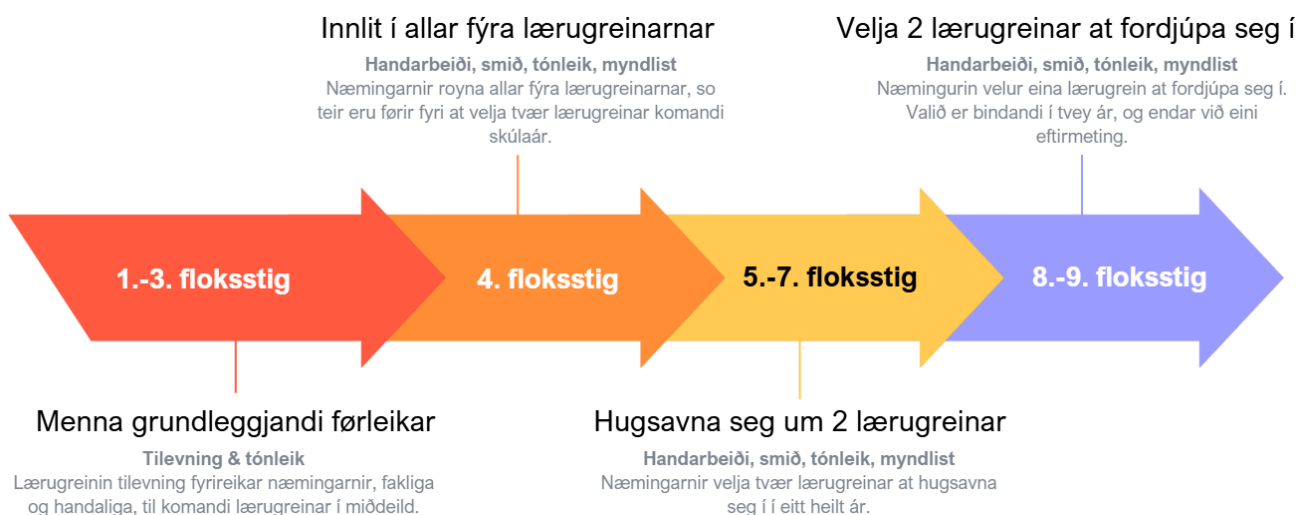 Innlit í allar fýra lærugreinarnar
Handarbeiði, smið, tónleik, myndlist
Næmingarnir royna allar fýra lærugreinarnar, so
teir eru førir fyri at velja tvær lærugreinar komandi
skúlaár.
Velja 2 lærugreinar at fordjúpa seg í
Handarbeiði, smið, tónleik, myndlist
Næmingurin velur eina lærugrein at fordjúpa seg í.
Valið er bindandi í tvey ár, og endar við eini
eftirmeting.
1.-3. floksstig
4. floksstig
5.-7. floksstig
8.-9. floksstig
Menna grundleggjandi førleikar
Tilevning & tónleik
Lærugreinin tilevning fyrireikar næmingarnir, fakliga
og handaliga, til komandi lærugreinar í miðdeild.
Hugsavna seg um 2 lærugreinar
Handarbeiði, smið, tónleik, myndlist
Næmingarnir velja tvær lærugreinar at hugsavna
seg í í eitt heilt ár.